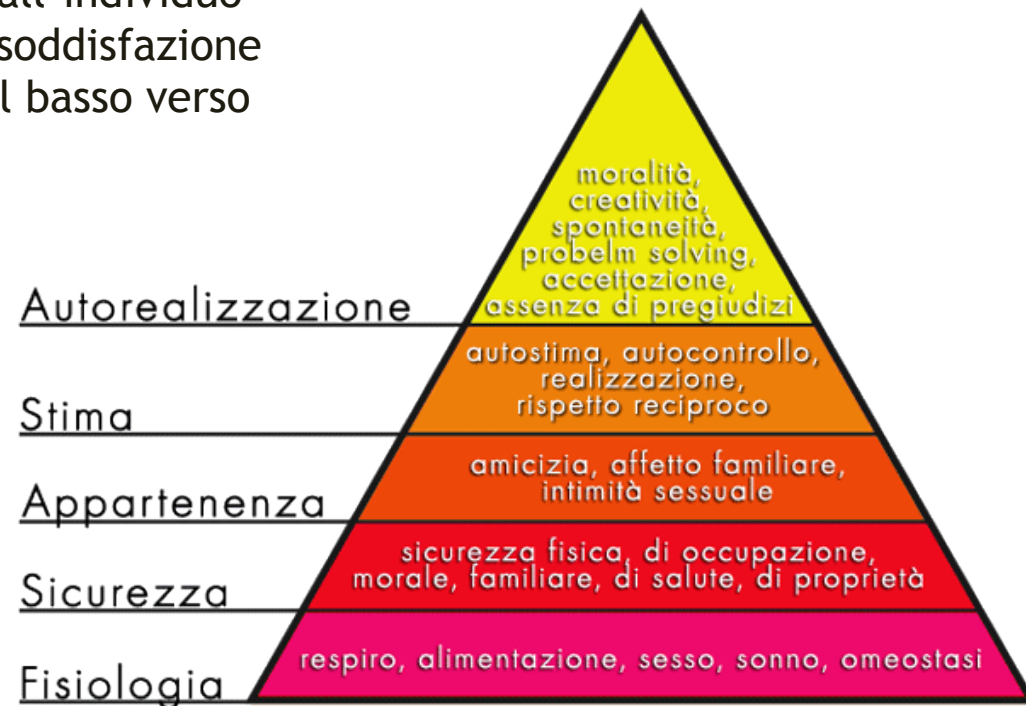 all'individuo
soddisfazione
l basso verso
moralità,
creatività,
spontaneità,
probelm solving,
accettazione,
assenza di pregiudizi
Autorealizzazione
autostima, autocontrollo,
realizzazione,
rispetto reciproco
Stima
amicizia, affetto familiare,
intimità sessuale
Appartenenza
sicurezza fisica, di occupazione,
morale, familiare, di salute, di proprietà
Sicurezza
respiro, alimentazione, sesso, sonno, omeostasi
Fisiologia